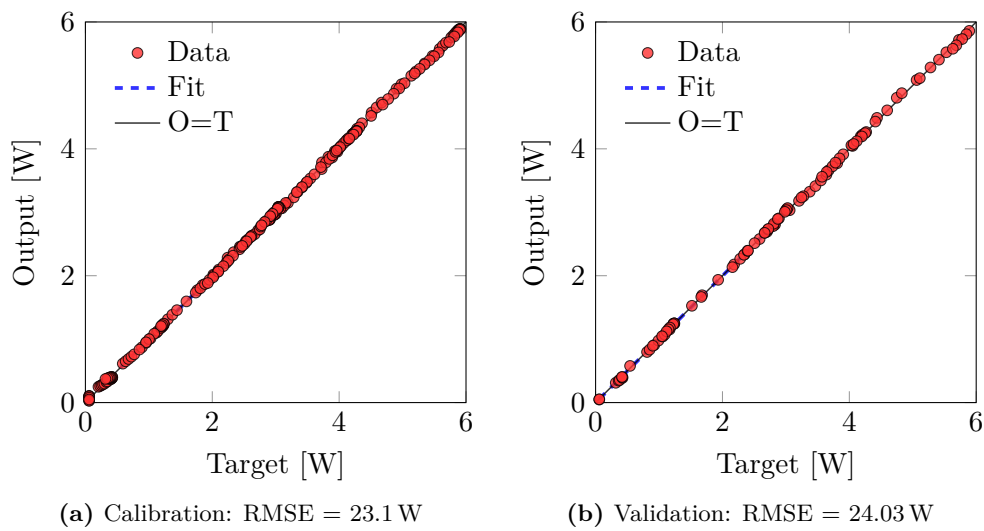 6
4
2
0
Output [W]
Data
Fit
O=T
0 2 4 6
Target [W]
(a) Calibration: RMSE = 23.1 W
6
4
2
0
Output [W]
Data
Fit
O=T
0 2 4 6
Target [W]
(b) Validation: RMSE = 24.03 W